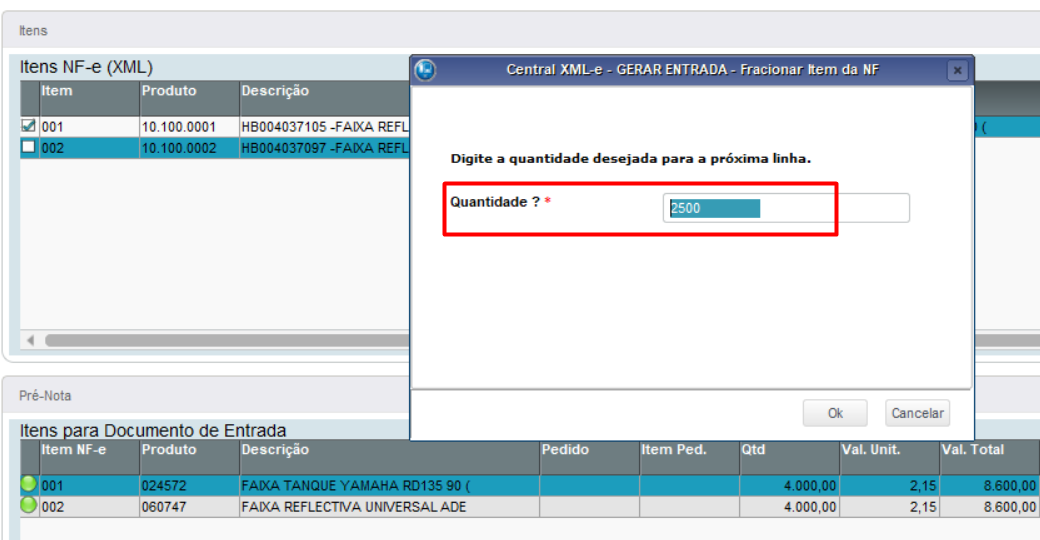 Itens
Itens NF-e (XML)
Item Produto Descrição
001 10.100.0001 HB004037105 -FAIXA REFL
002 10.100.0002 HB004037097 -FAIXA REFL
Central XML-e - GERAR ENTRADA - Fracionar Item da NF
Digite a quantidade desejada para a próxima linha.
Quantidade ? * 2500
Ok Cancelar
Pré-Nota
Itens para Documento de Entrada
Item NF-e Produto Descrição Pedido Item Ped. Qtd Val. Unit. Val. Total
001 024572 FAIXA TANQUE YAMAHA RD135 90 ( 4.000,00 2,15 8.600,00
002 060747 FAIXA REFLECTIVA UNIVERSAL ADE 4.000,00 2,15 8.600,00